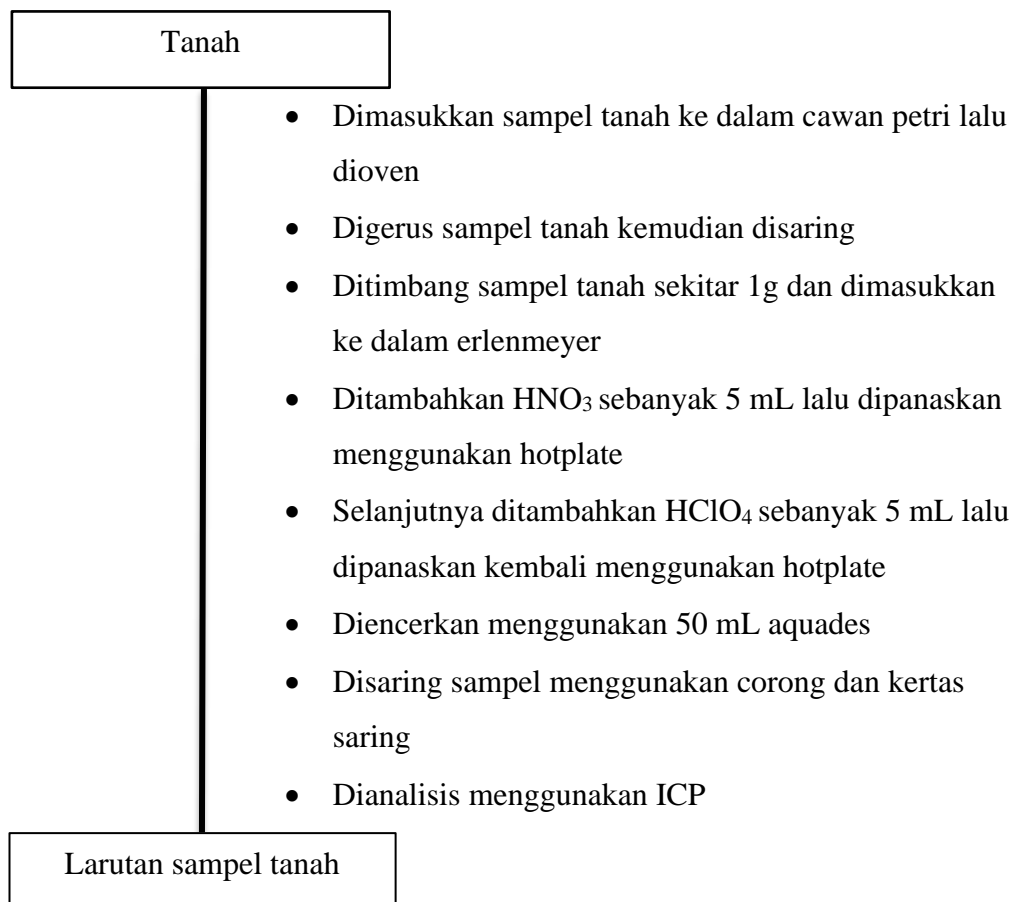 Tanah
• Dimasukkan sampel tanah ke dalam cawan petri lalu
dioven
• Digerus sampel tanah kemudian disaring
• Ditimbang sampel tanah sekitar 1g dan dimasukkan
ke dalam erlenmeyer
• Ditambahkan HNO₃ sebanyak 5 mL lalu dipanaskan
menggunakan hotplate
• Selanjutnya ditambahkan HClO₄ sebanyak 5 mL lalu
dipanaskan kembali menggunakan hotplate
• Diencerkan menggunakan 50 mL aquades
• Disaring sampel menggunakan corong dan kertas
saring
• Dianalisis menggunakan ICP
Larutan sampel tanah